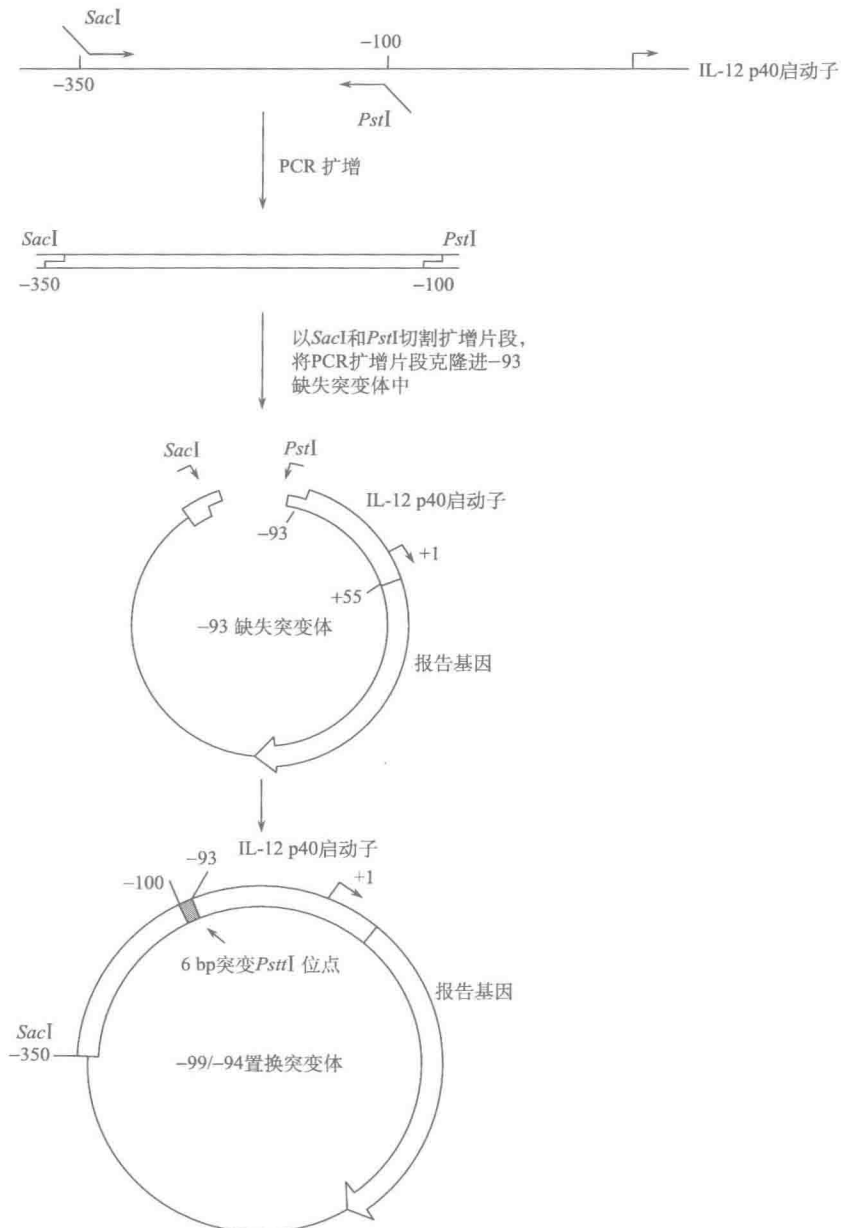 SacI
-100
-350
IL-12 p40启动子
PstI
PCR 扩增
SacI
PstI
-350
-100
以SacI和PstI切割扩增片段，
将PCR扩增片段克隆进-93
缺失突变体中
SacI
PstI
IL-12 p40启动子
-93
+1
+55
-93 缺失突变体
报告基因
IL-12 p40启动子
-93
-100
+1
6 bp突变PsttI 位点
报告基因
SacI
-350
-99/-94置换突变体